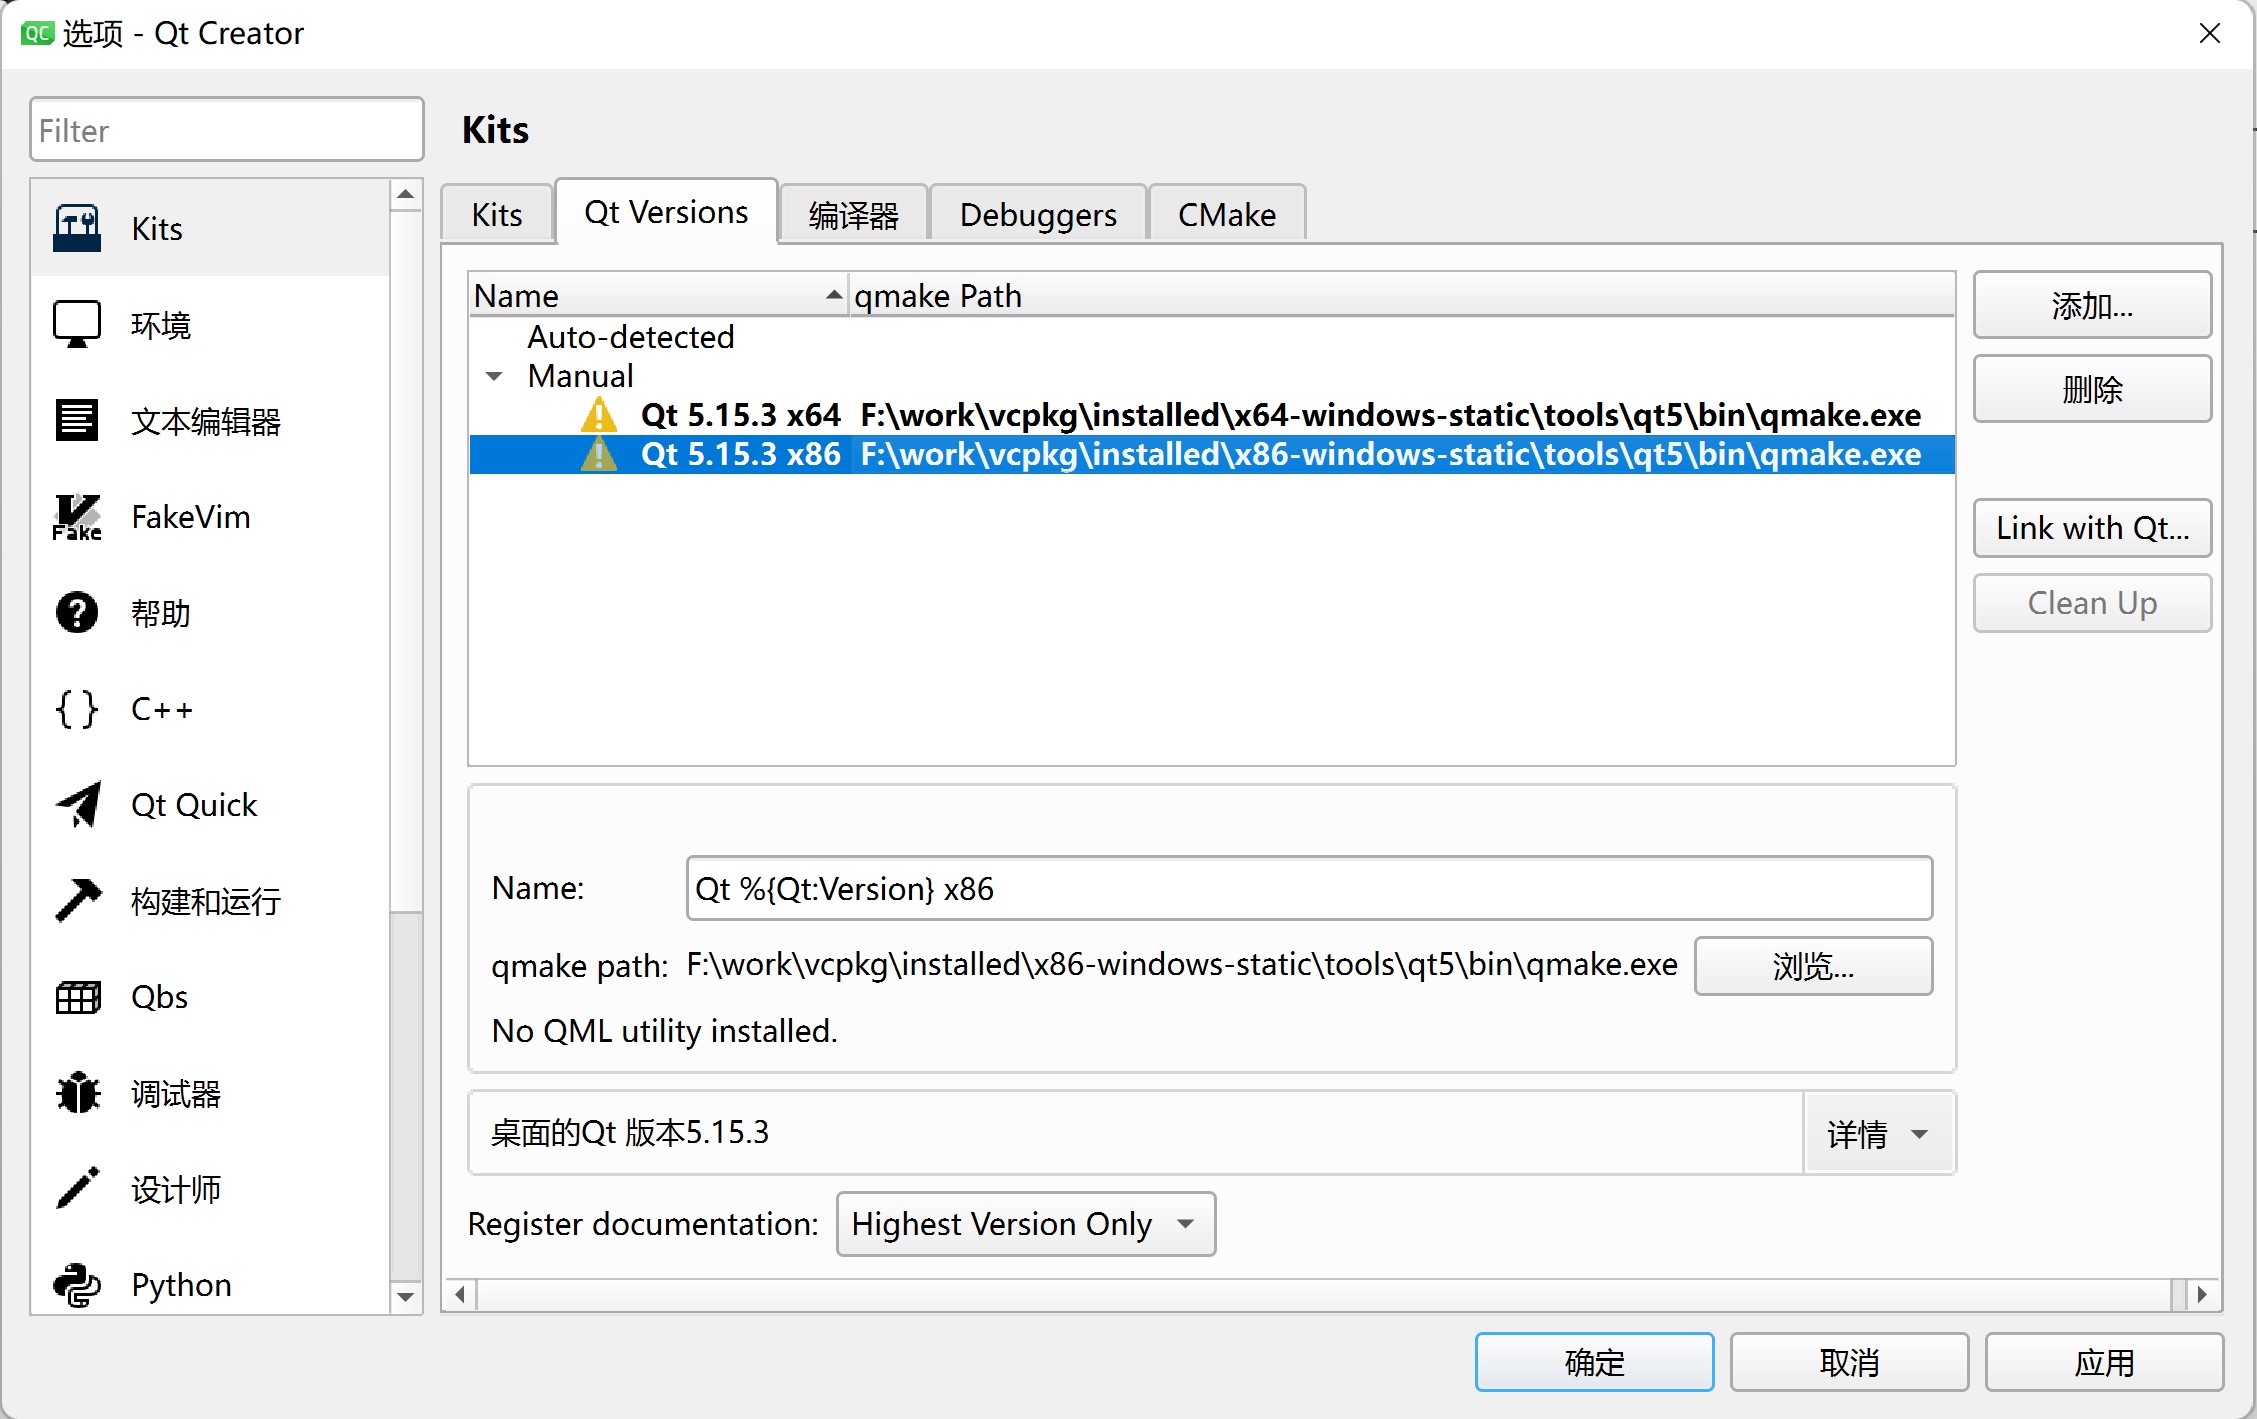 QC 选项 - Qt Creator
Filter
Kits
环境
文本编辑器
Fake FakeVim
帮助
C++
Qt Quick
构建和运行
Qbs
调试器
设计师
Python
Kits
Kits Qt Versions 编译器 Debuggers CMake
Name qmake Path
Auto-detected
Manual
Qt 5.15.3 x64 F:\work\vcpkg\installed\x64-windows-static\tools\qt5\bin\qmake.exe
Qt 5.15.3 x86 F:\work\vcpkg\installed\x86-windows-static\tools\qt5\bin\qmake.exe
添加...
删除
Link with Qt...
Clean Up
Name: Qt %{Qt:Version} x86
qmake path: F:\work\vcpkg\installed\x86-windows-static\tools\qt5\bin\qmake.exe 浏览...
No QML utility installed.
桌面的Qt 版本5.15.3 详情
Register documentation: Highest Version Only
确定 取消 应用